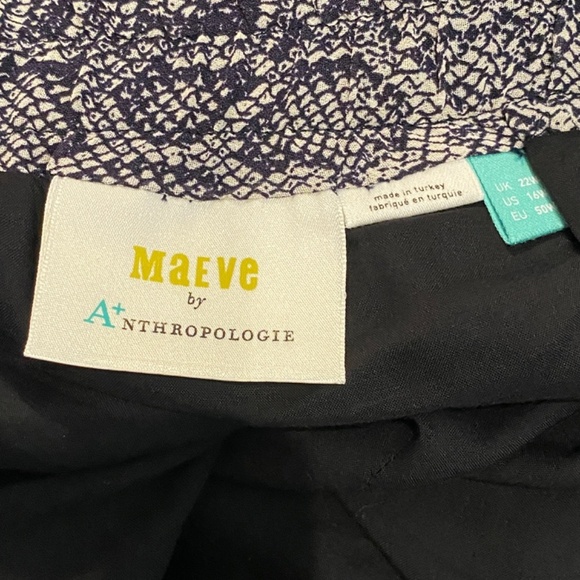 MaEve
by
A+NTHROPOLOGIE
made in turkey
fabriqué en turquie
UK 22W
US 16W
EU 50W